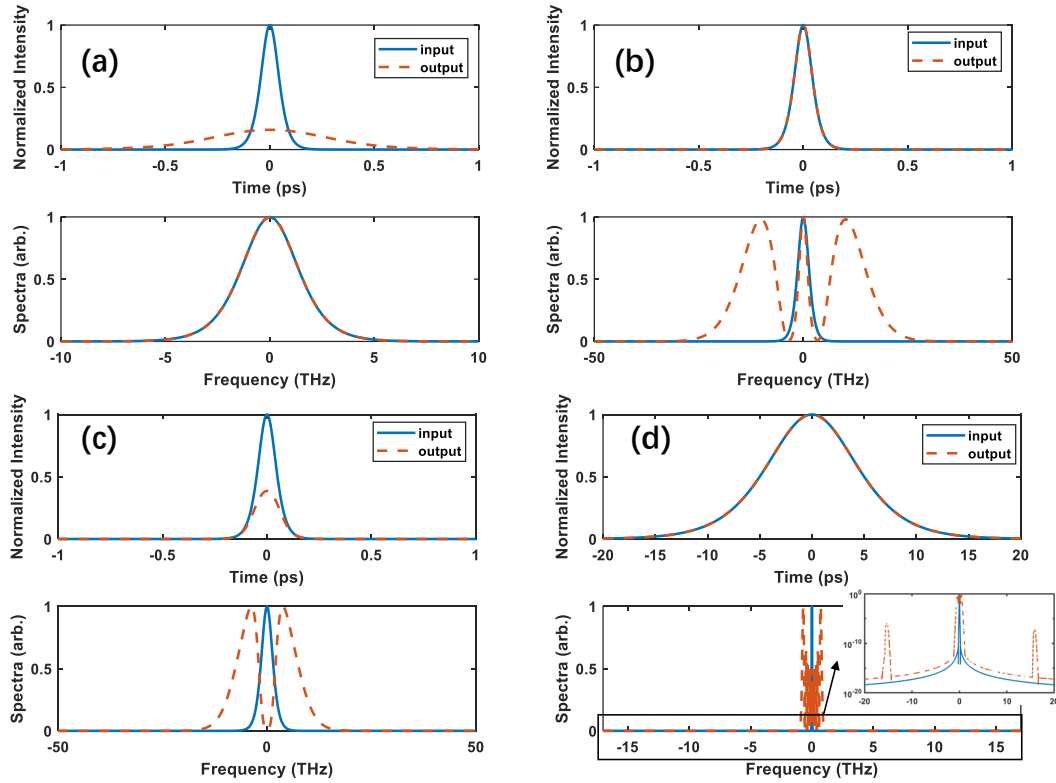 (a)
Normalized Intensity
1
0.5
0
-1 -0.5 0 0.5 1
Time (ps)
input
output
Spectra (arb.)
1
0.5
0
-10 -5 0 5 10
Frequency (THz)
(b)
Normalized Intensity
1
0.5
0
-1 -0.5 0 0.5 1
Time (ps)
input
output
Spectra (arb.)
1
0.5
0
-50 0 50
Frequency (THz)
(c)
Normalized Intensity
1
0.5
0
-1 -0.5 0 0.5 1
Time (ps)
input
output
Spectra (arb.)
1
0.5
0
-50 0 50
Frequency (THz)
(d)
Normalized Intensity
1
0.5
0
-20 -15 -10 -5 0 5 10 15 20
Time (ps)
input
output
Spectra (arb.)
1
0.5
0
-15 -10 -5 0 5 10 15
Frequency (THz)
10^0
10^-10
10^-20
-20 -10 0 10 20